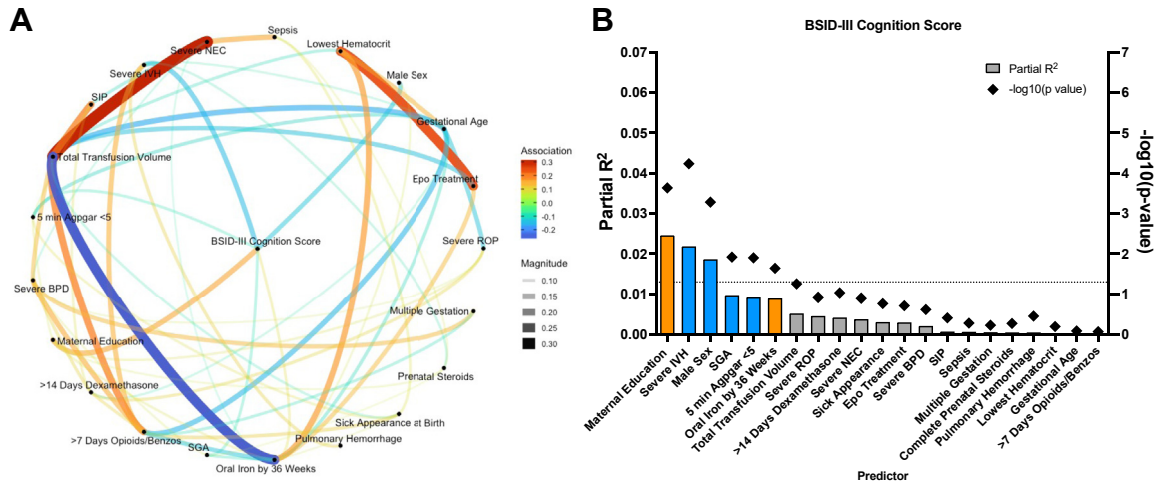 A
Sepsis
Severe NEC
Lowest Hematocrit
Severe IVH
Male Sex
SIP
Gestational Age
Total Transfusion Volume
Epo Treatment
5 min Agpgar <5
BSID-III Cognition Score
Severe ROP
Severe BPD
Multiple Gestation
Maternal Education
Prenatal Steroids
>14 Days Dexamethasone
Sick Appearance at Birth
>7 Days Opioids/Benzos
Pulmonary Hemorrhage
SGA
Oral Iron by 36 Weeks
Association
0.3
0.2
0.1
0.0
-0.1
-0.2
Magnitude
0.10
0.15
0.20
0.25
0.30
B
BSID-III Cognition Score
Partial R²
-log10(p value)
Partial R²
0.07
0.06
0.05
0.04
0.03
0.02
0.01
0.00
7
6
5
4
3
2
1
0
-log10(p-value)
Maternal Education
Severe IVH
Male Sex
SGA
5 min Agpgar <5
Oral Iron by 36 Weeks
Total Transfusion Volume
Severe ROP
>14 Days Dexamethasone
Severe NEC
Sick Appearance
Epo Treatment
Severe BPD
SIP
Sepsis
Multiple Gestation
Complete Prenatal Steroids
Pulmonary Hemorrhage
Lowest Hematocrit
Gestational Age
>7 Days Opioids/Benzos
Predictor